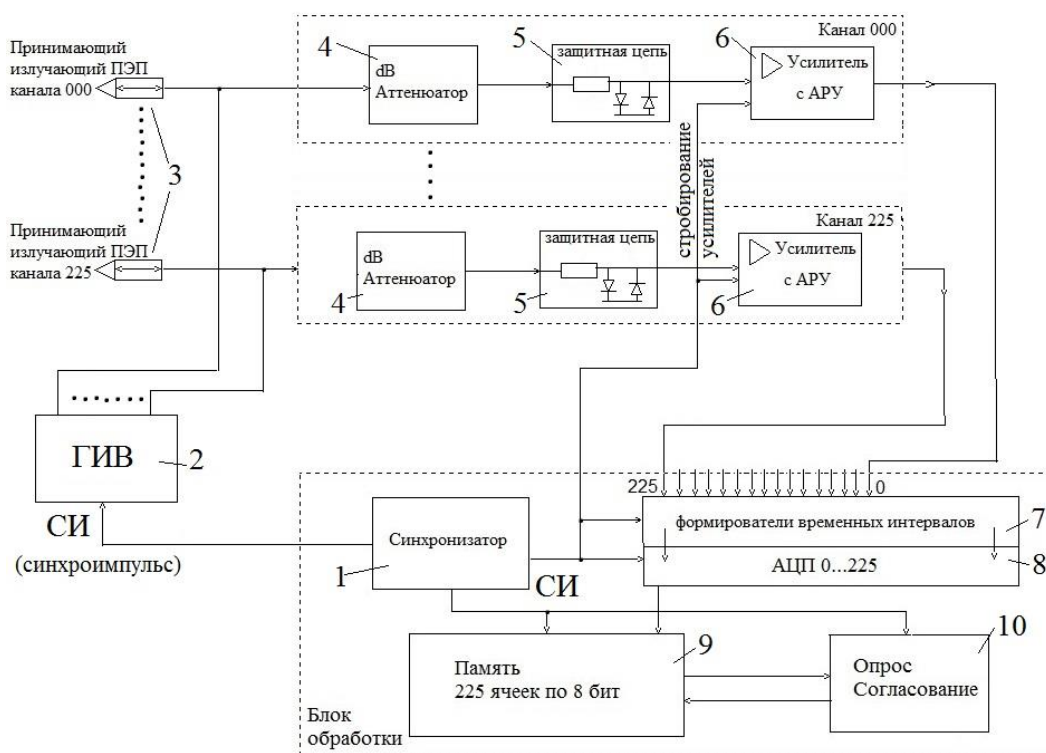 Принимающий
излучающий ПЭП
канала 000
3
Принимающий
излучающий ПЭП
канала 225
Канал 000
4
dB
Аттенюатор
5
защитная цепь
6
Усилитель
с АРУ
стробирование
усилителей
Канал 225
dB
Аттенюатор
4
защитная цепь
5
Усилитель
с АРУ
6
ГИВ
2
СИ
(синхроимпульс)
225
0
Синхронизатор
1
СИ
формирователи временных интервалов
7
АЦП 0...225
8
Память
225 ячеек по 8 бит
9
Опрос
Согласование
10
Блок
обработки